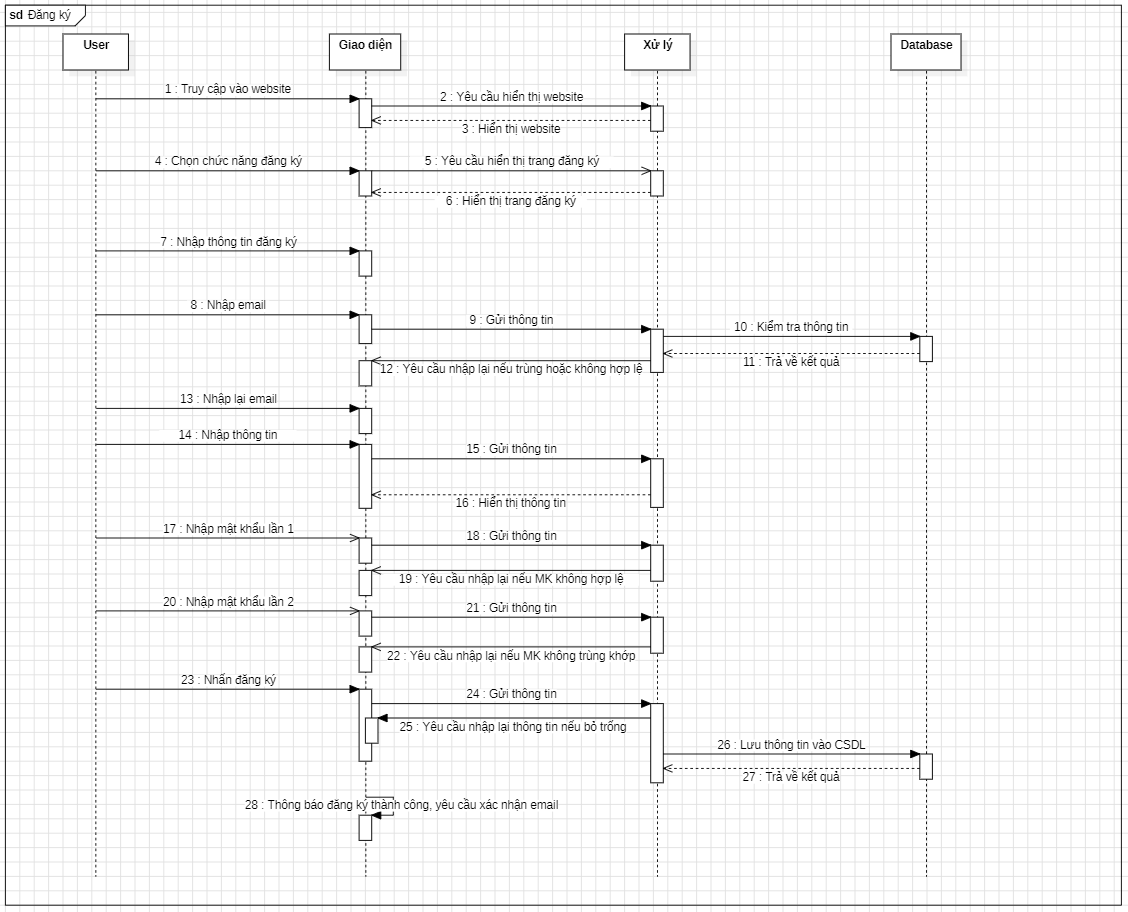 sd Đăng ký
User
Giao diện
Xử lý
Database
1 : Truy cập vào website
2 : Yêu cầu hiển thị website
3 : Hiển thị website
4 : Chọn chức năng đăng ký
5 : Yêu cầu hiển thi trang đăng ký
6 : Hiển thị trang đăng ký
7 : Nhập thông tin đăng ký
8 : Nhập email
9 : Gửi thông tin
10 : Kiểm tra thông tin
11 : Trả về kết quả
12 : Yêu cầu nhập lại nếu trùng hoặc không hợp lệ
13 : Nhập lại email
14 : Nhập thông tin
15 : Gửi thông tin
16 : Hiển thị thông tin
17 : Nhập mật khẩu lần 1
18 : Gửi thông tin
19 : Yêu cầu nhập lại nếu MK không hợp lệ
20 : Nhập mật khẩu lần 2
21 : Gửi thông tin
22 : Yêu cầu nhập lại nếu MK không trùng khớp
23 : Nhấn đăng ký
24 : Gửi thông tin
25 : Yêu cầu nhập lại thông tin nếu bỏ trống
26 : Lưu thông tin vào CSDL
27 : Trả về kết quả
28 : Thông báo đăng ký thành công, yêu cầu xác nhận email